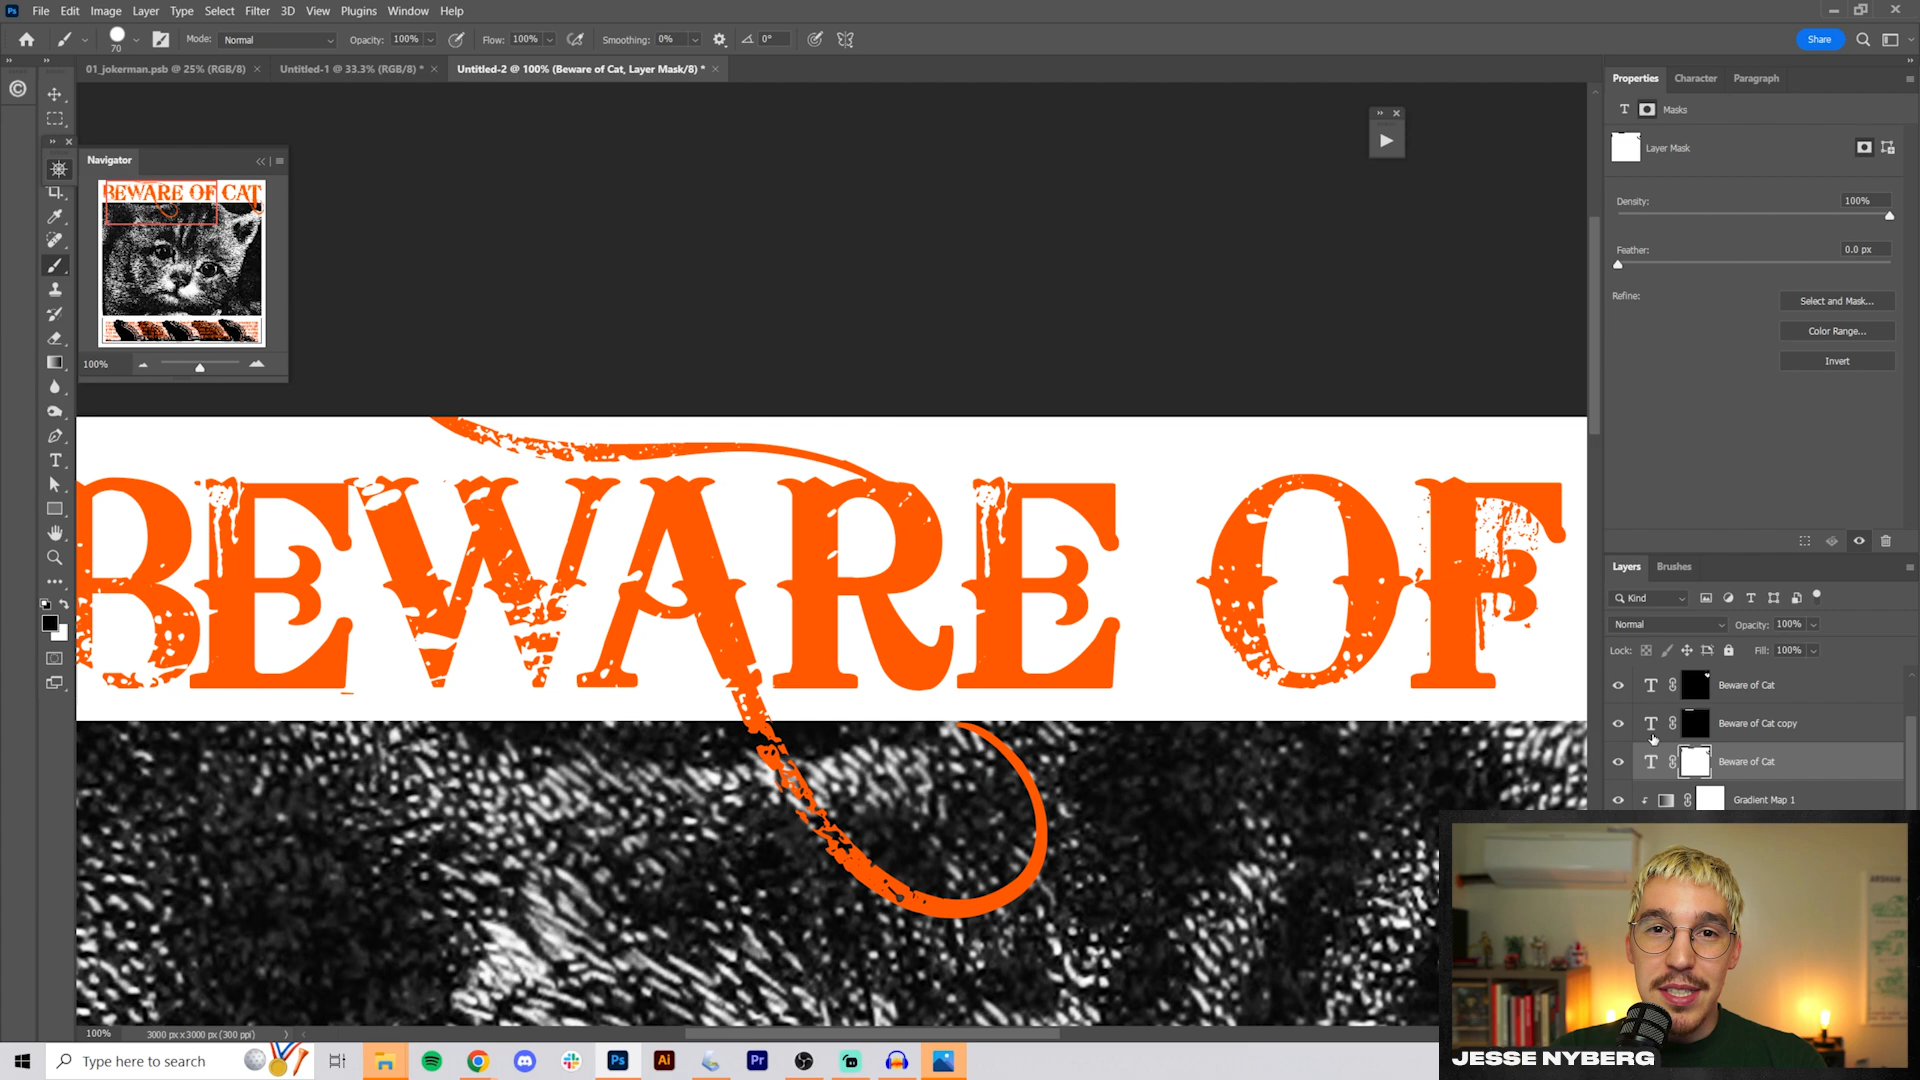 File Edit Image Layer Type Select Filter 3D View Plugins Window Help
70
Mode: Normal Opacity: 100% Flow: 100% Smoothing: 0% 0° Share
01_jokerman.psb @ 25% (RGB/8) × Untitled-1 @ 33.3% (RGB/8) * × Untitled-2 @ 100% (Beware of Cat, Layer Mask/8) * ×
Navigator
BEWARE OF CAT
100%
BEWARE OF
Properties Character Paragraph
Masks
Layer Mask
Density: 100%
Feather: 0.0 px
Refine: Select and Mask...
Color Range...
Invert
Layers Brushes
Kind
Normal Opacity: 100%
Lock: Fill: 100%
Beware of Cat
Beware of Cat copy
Beware of Cat
Gradient Map 1
100% 3000 px x 3000 px (300 ppi)
Type here to search
JESSE NYBERG